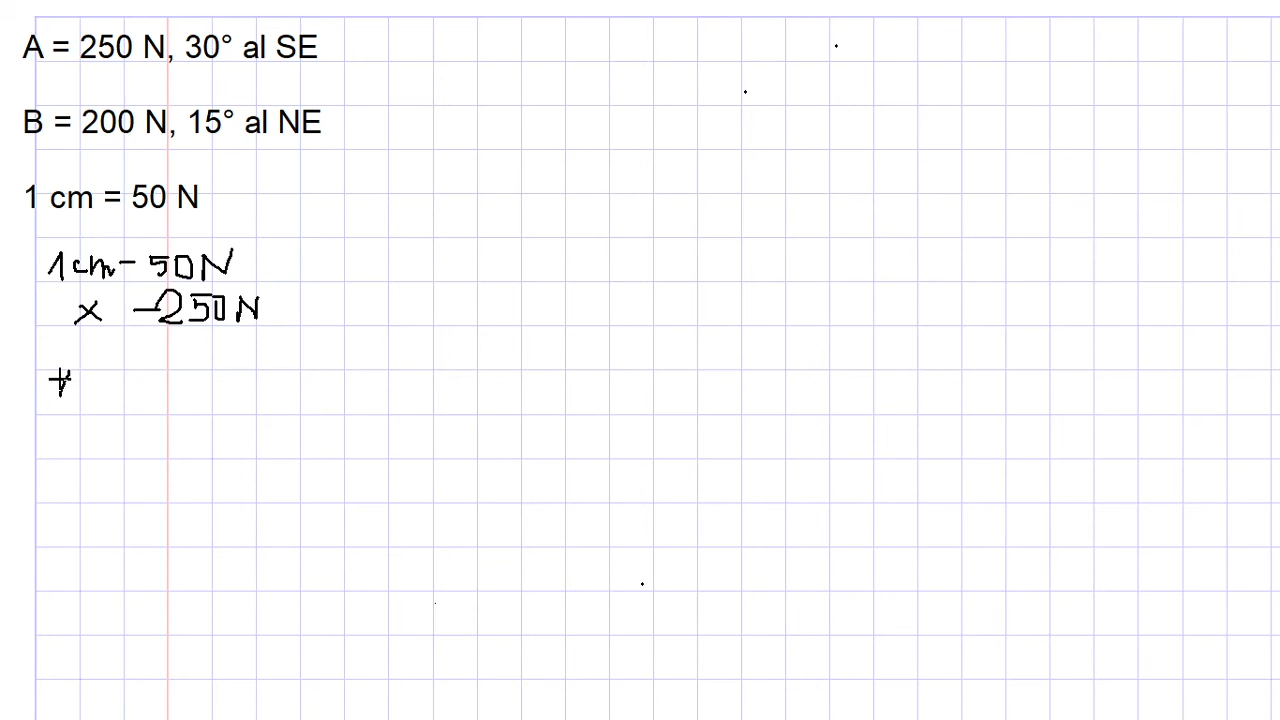 A = 250 N, 30° al SE
B = 200 N, 15° al NE
1 cm = 50 N
1cm - 50N
x - 250N